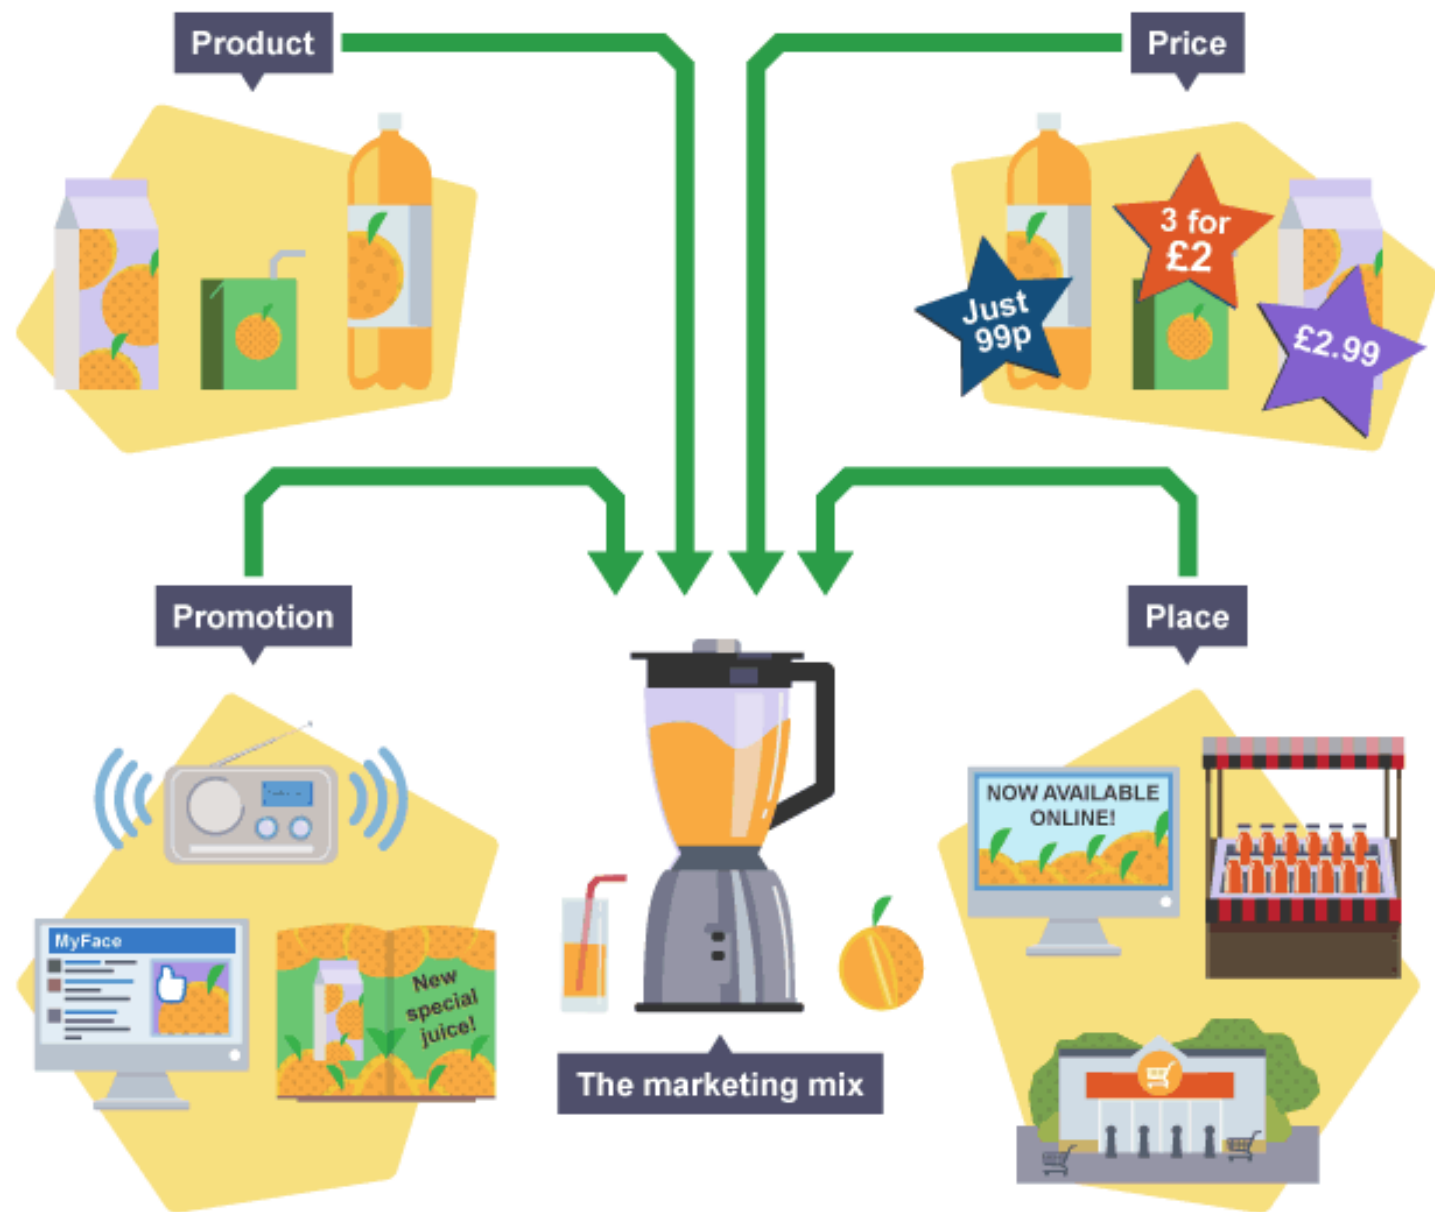 Product
Price
Just
99p
3 for
£2
£2.99
Promotion
Place
MyFace
New
special
juice!
NOW AVAILABLE
ONLINE!
The marketing mix